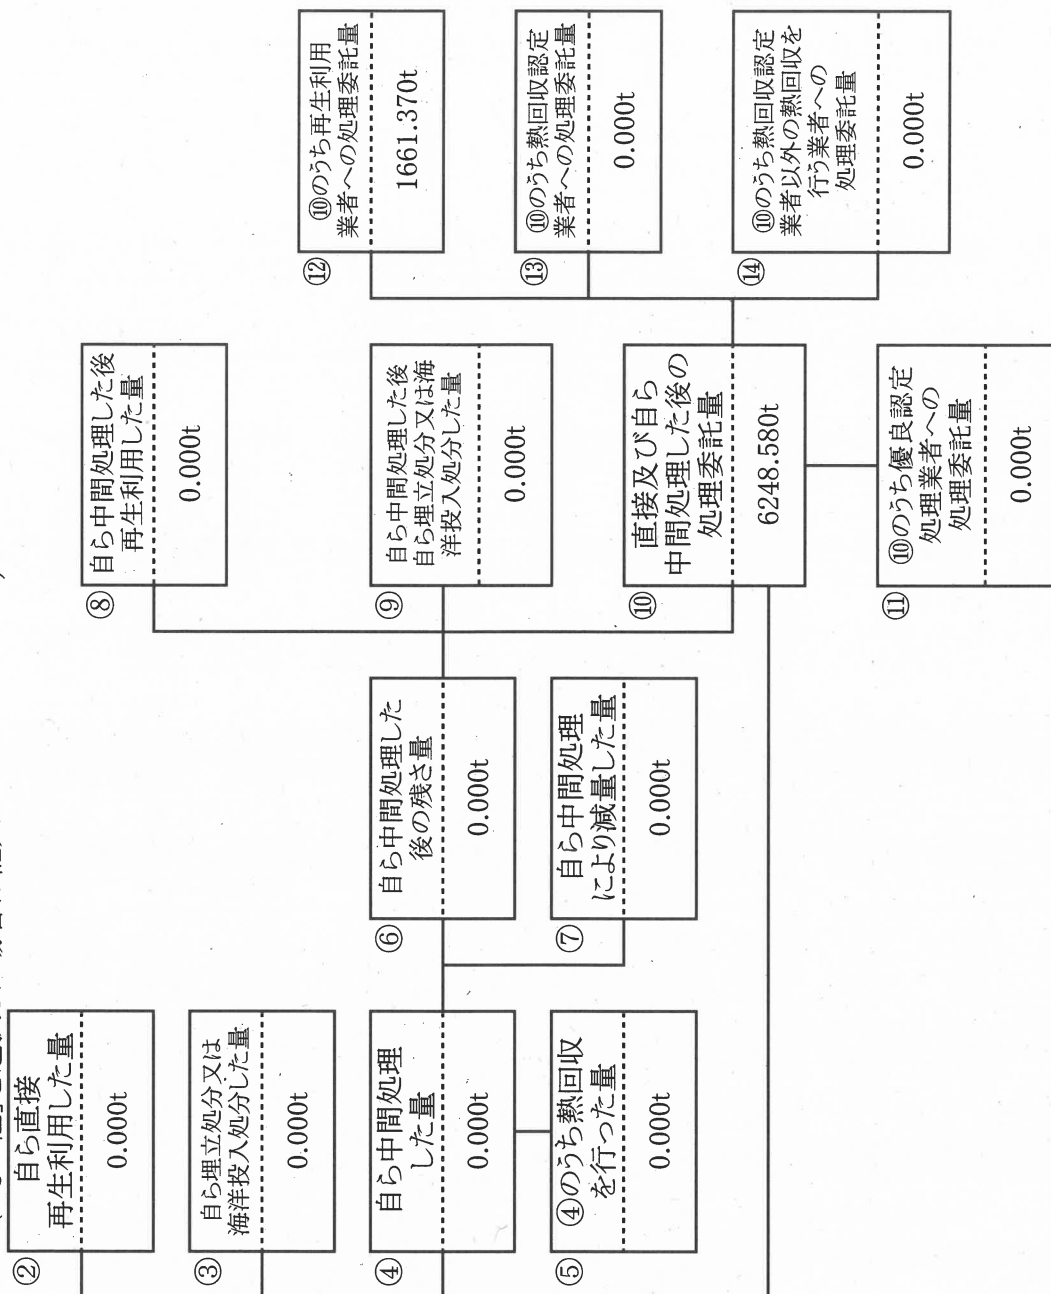 ②
自ら直接
再生利用した量
0.000t
③
自ら埋立処分又は
海洋投入処分した量
0.000t
④
自ら中間処理
した量
0.000t
⑤
④のうち熱回収
を行った量
0.000t
⑥
自ら中間処理した
後の残さ量
0.000t
⑦
自ら中間処理
により減量した量
0.000t
⑧
自ら中間処理した後
再生利用した量
0.000t
⑨
自ら中間処理した後
自ら埋立処分又は海
洋投入処分した量
0.000t
⑩
直接及び自ら
中間処理した後の
処理委託量
6248.580t
⑪
⑩のうち優良認定
処理業者への
処理委託量
0.000t
⑫
⑩のうち再生利用
業者への処理委託量
1661.370t
⑬
⑩のうち熱回収認定
業者への処理委託量
0.000t
⑭
⑩のうち熱回収認定
業者以外の熱回収を
行う業者への
処理委託量
0.000t